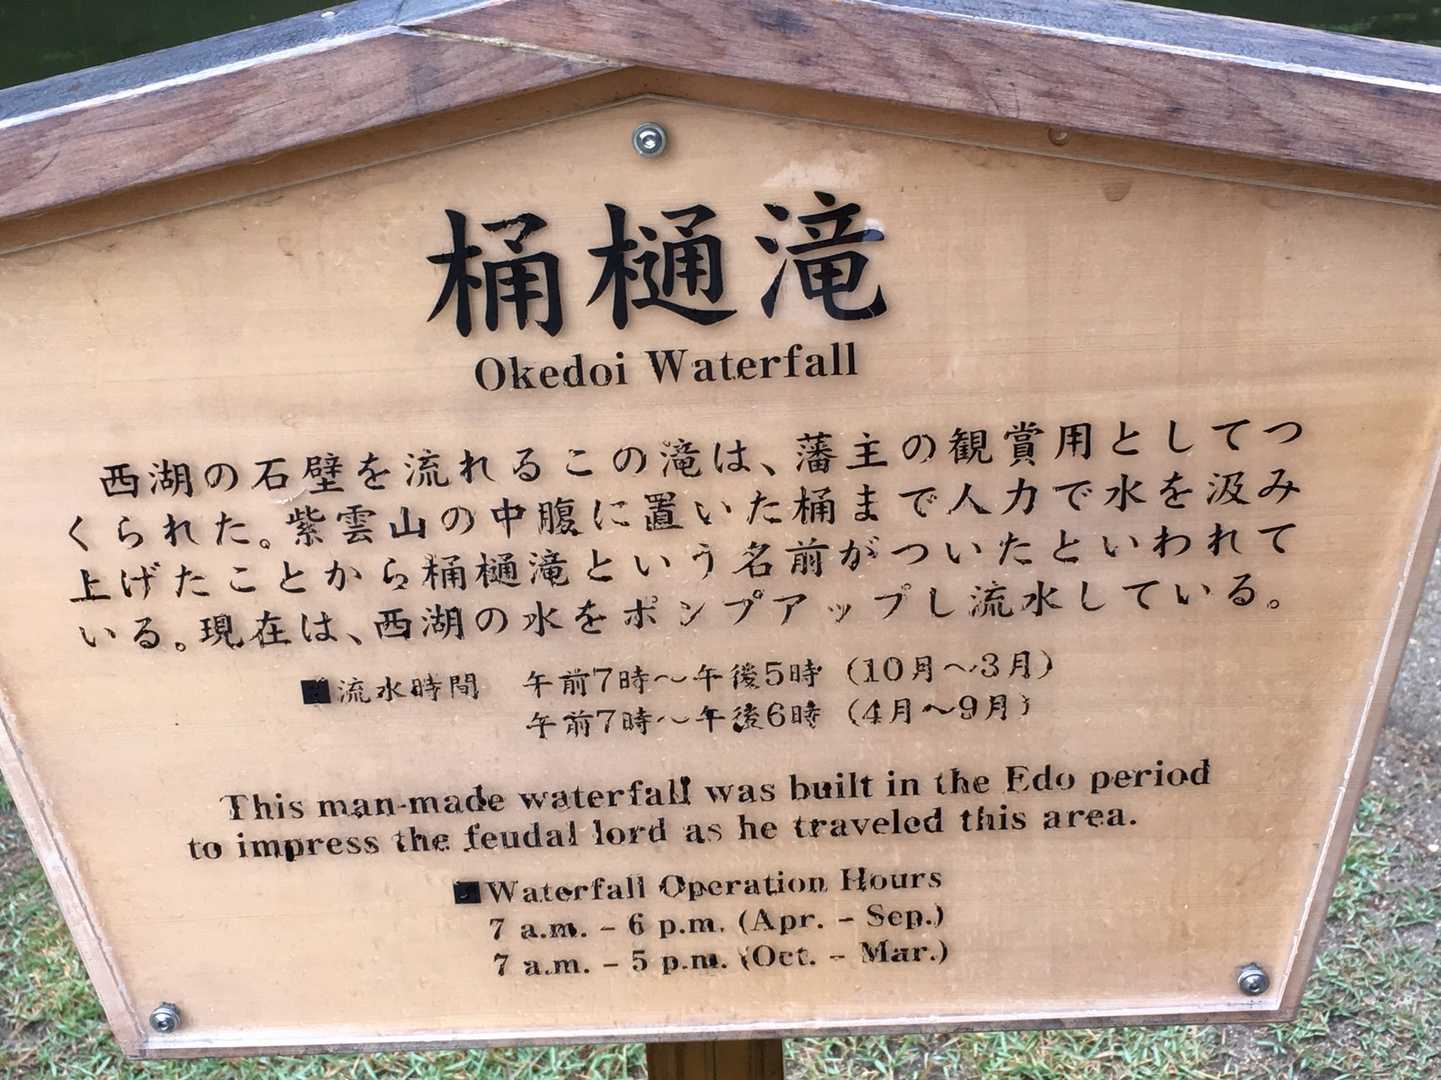 桶樋滝
Okedoi Waterfall
西湖の石壁を流れるこの滝は、藩主の観賞用としてつ
くられた。紫雲山の中腹に置いた桶まで人力で水を汲み
上げたことから桶樋滝という名前がついたといわれて
いる。現在は、西湖の水をポンプアップし流水している。
■流水時間 午前7時～午後5時 (10月～3月)
午前7時～午後6時 (4月～9月)
This man-made waterfall was built in the Edo period
to impress the feudal lord as he traveled this area.
■Waterfall Operation Hours
7 a.m. - 6 p.m. (Apr. - Sep.)
7 a.m. - 5 p.m. (Oct. - Mar.)